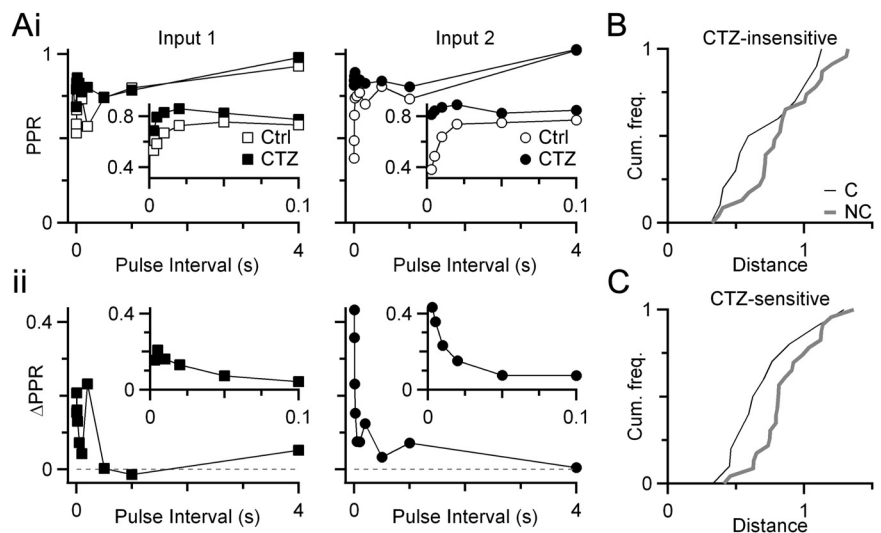 Ai
Input 1
Input 2
PPR
1
0
0.8
0.4
Ctrl
CTZ
0
0.1
0
4
Pulse Interval (s)
0.8
0.4
Ctrl
CTZ
0
0.1
0
4
Pulse Interval (s)
B
CTZ-insensitive
Cum. freq.
1
0
C
NC
0
1
Distance
ii
ΔPPR
0.4
0
0.4
0
0
0.1
0
4
Pulse Interval (s)
0.4
0
0
0.1
0
4
Pulse Interval (s)
C
CTZ-sensitive
Cum. freq.
1
0
0
1
Distance